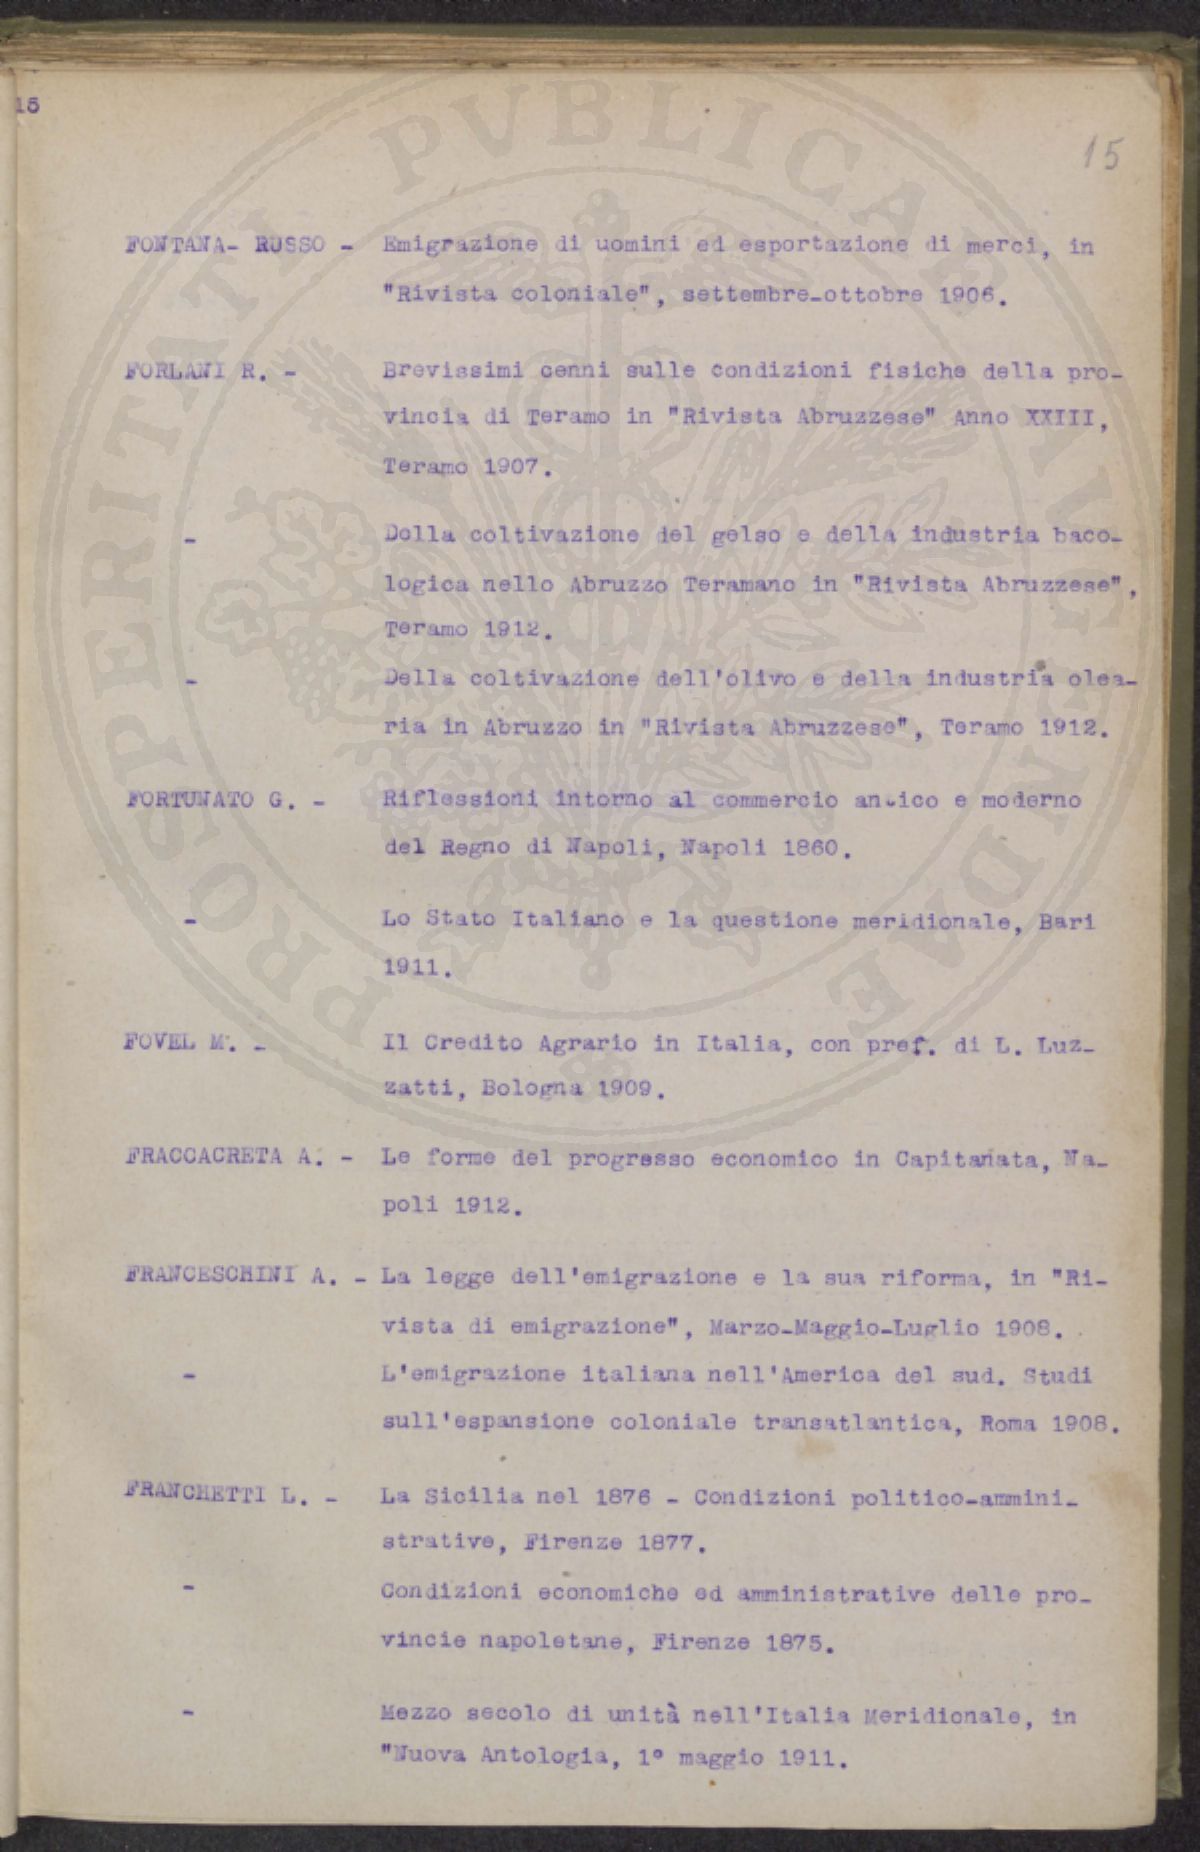 15
15
FONTANA- RUSSO - Emigrazione di uomini ed esportazione di merci, in
"Rivista coloniale", settembre-ottobre 1906.
FORLANI R. - Brevissimi cenni sulle condizioni fisiche della pro-
vincia di Teramo in "Rivista Abruzzese" Anno XXIII,
Teramo 1907.
- Dolla coltivazione del gelso e della industria baco-
logica nello Abruzzo Teramano in "Rivista Abruzzese",
Teramo 1912.
- Della coltivazione dell'olivo e della industria olea-
ria in Abruzzo in "Rivista Abruzzese", Teramo 1912.
FORTUNATO G. - Riflessioni intorno al commercio antico e moderno
del Regno di Napoli, Napoli 1860.
- Lo Stato Italiano e la questione meridionale, Bari
1911.
FOVEL M. - Il Credito Agrario in Italia, con pref. di L. Luz-
zatti, Bologna 1909.
FRACCACRETA A. - Le forme del progresso economico in Capitanata, Na-
poli 1912.
FRANCESCHINI A. - La legge dell'emigrazione e la sua riforma, in "Ri-
vista di emigrazione", Marzo-Maggio-Luglio 1908.
- L'emigrazione italiana nell'America del sud. Studi
sull'espansione coloniale transatlantica, Roma 1908.
FRANCHETTI L. - La Sicilia nel 1876 - Condizioni politico-ammini-
strative, Firenze 1877.
- Condizioni economiche ed amministrative delle pro-
vincie napoletane, Firenze 1875.
- Mezzo secolo di unità nell'Italia Meridionale, in
"Nuova Antologia, 1° maggio 1911.
PROSPERITATI PVBLICAE AVGENDAE